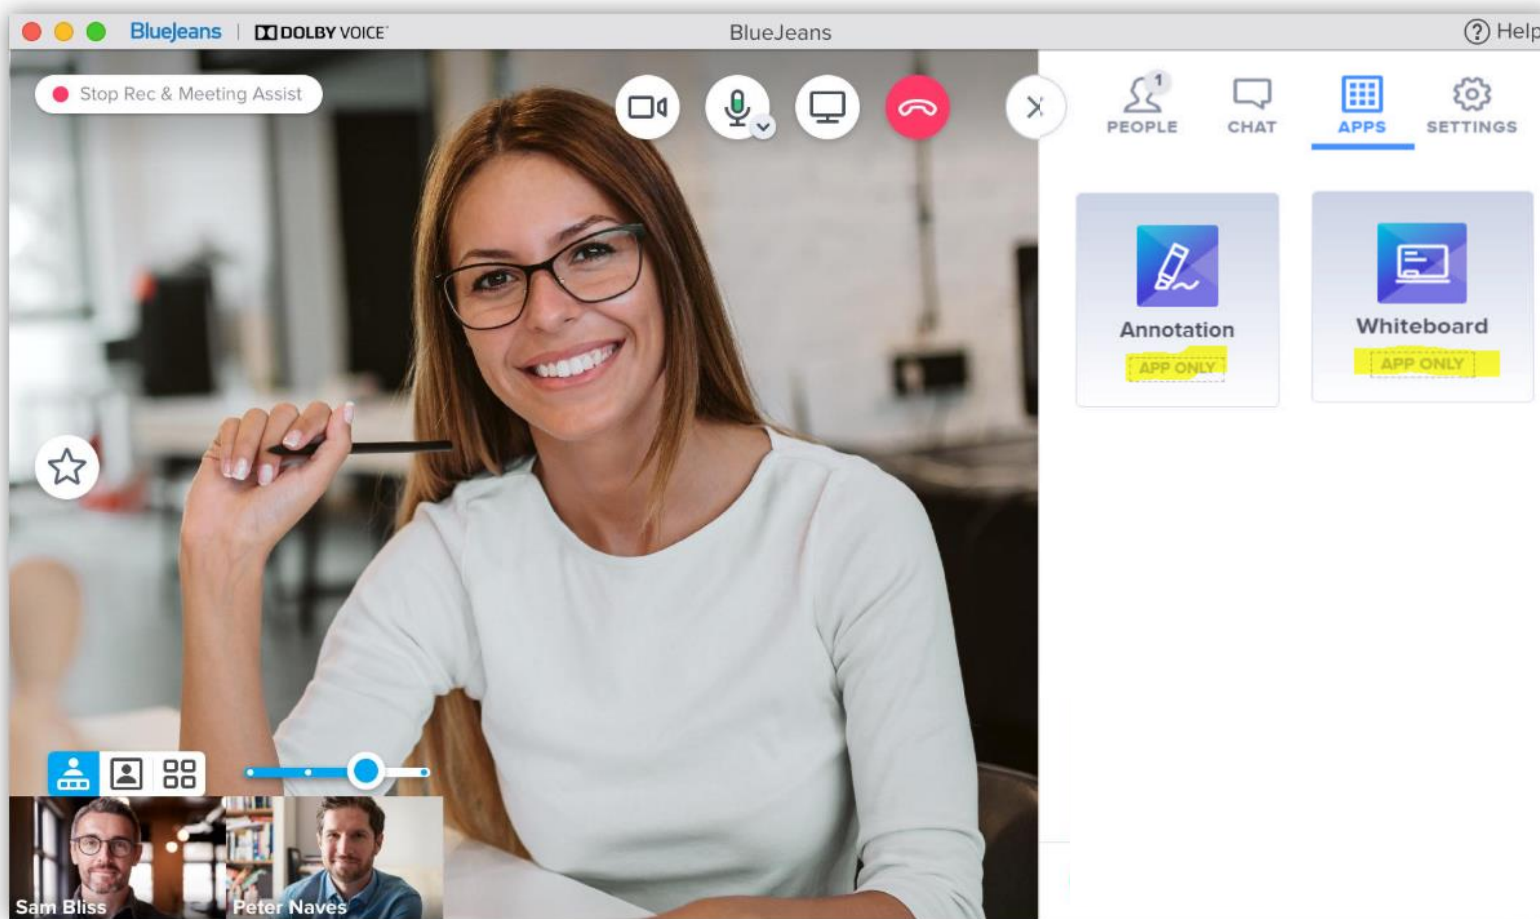 BlueJeans
DOLBY VOICE
BlueJeans
Help
Stop Rec & Meeting Assist
1
PEOPLE
CHAT
APPS
SETTINGS
Annotation
APP ONLY
Whiteboard
APP ONLY
Sam Bliss
Peter Naves